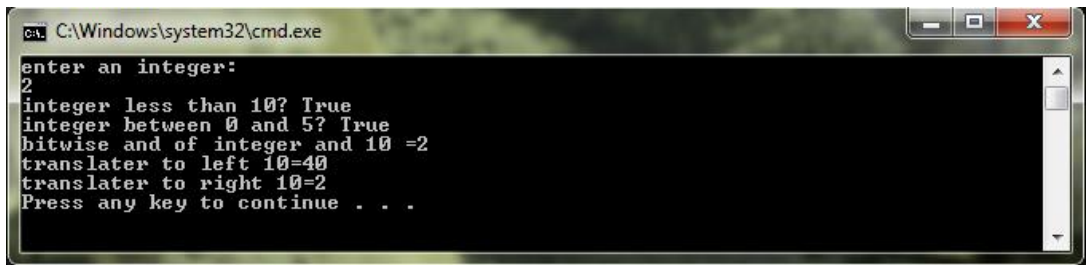 C:\Windows\system32\cmd.exe
enter an integer:
2
integer less than 10? True
integer between 0 and 5? True
bitwise and of integer and 10 =2
translater to left 10=40
translater to right 10=2
Press any key to continue . . .